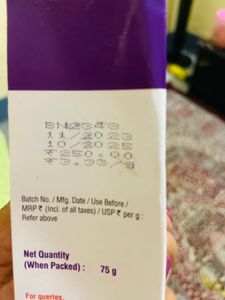 SN2349
11/2023
10/2025
₹250.00
₹3.33/g
Batch No. / Mfg. Date / Use Before /
MRP ₹ (Incl. of all taxes) / USP ₹ per g :
Refer above
Net Quantity
(When Packed) : 75 g
For queries,